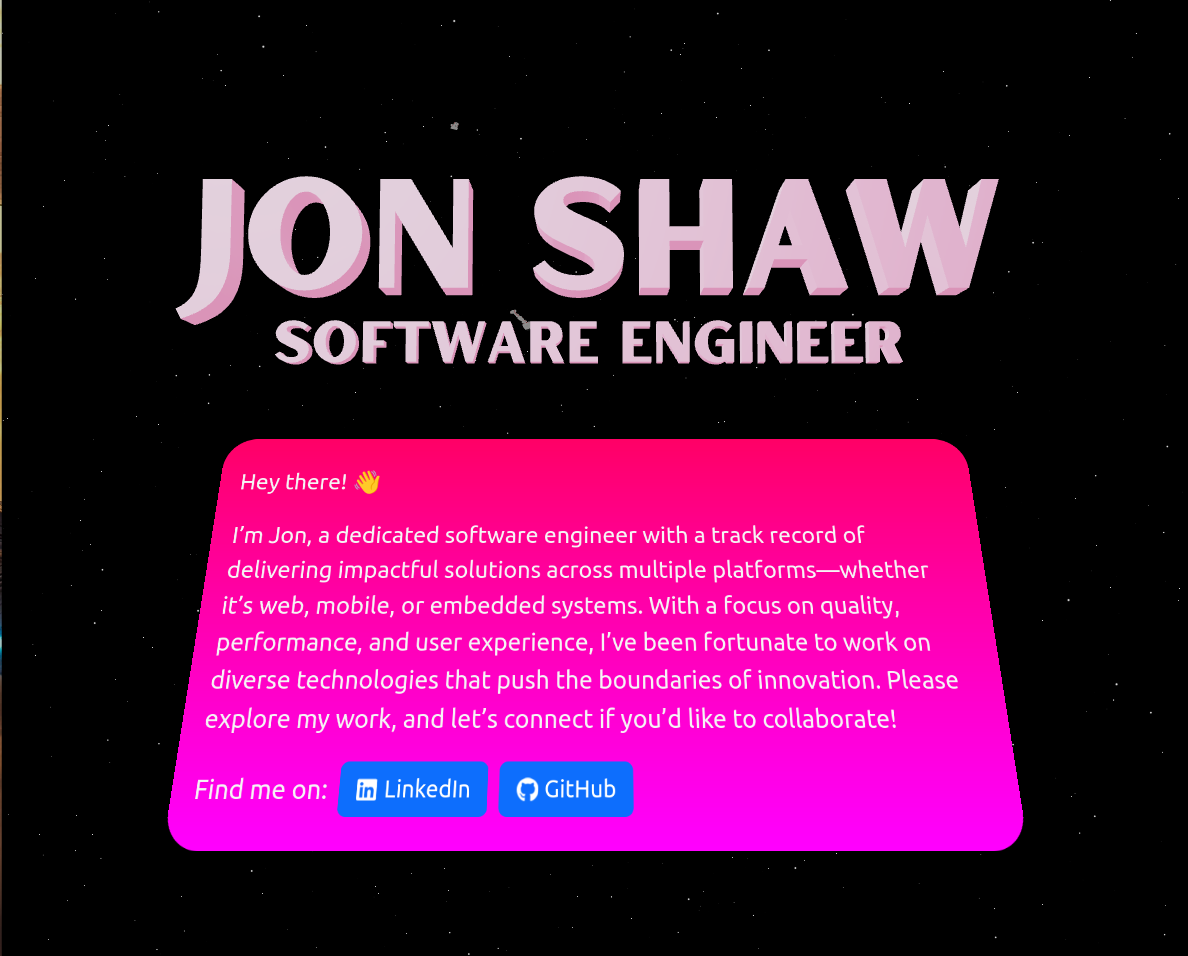 JON SHAW
SOFTWARE ENGINEER
Hey there! 👋
I’m Jon, a dedicated software engineer with a track record of
delivering impactful solutions across multiple platforms—whether
it’s web, mobile, or embedded systems. With a focus on quality,
performance, and user experience, I’ve been fortunate to work on
diverse technologies that push the boundaries of innovation. Please
explore my work, and let’s connect if you’d like to collaborate!
Find me on: LinkedIn GitHub